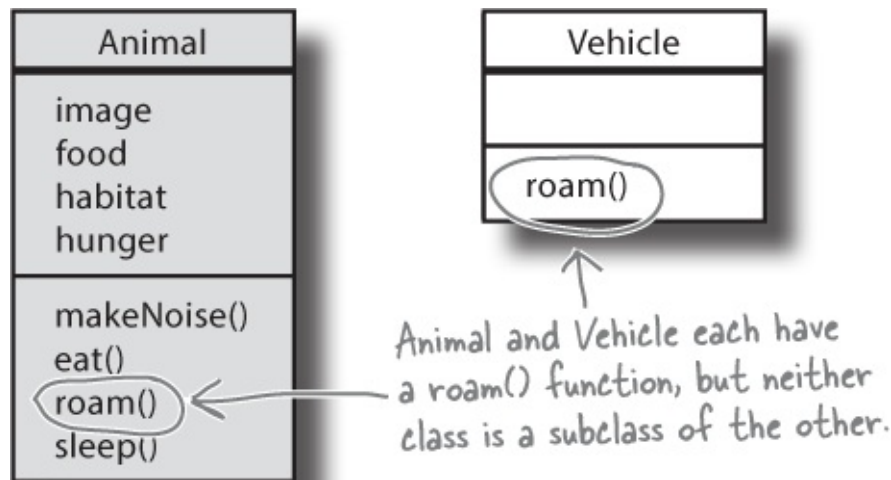 Animal
image
food
habitat
hunger
makeNoise()
eat()
roam()
sleep()
Vehicle
roam()
Animal and Vehicle each have
a roam() function, but neither
class is a subclass of the other.